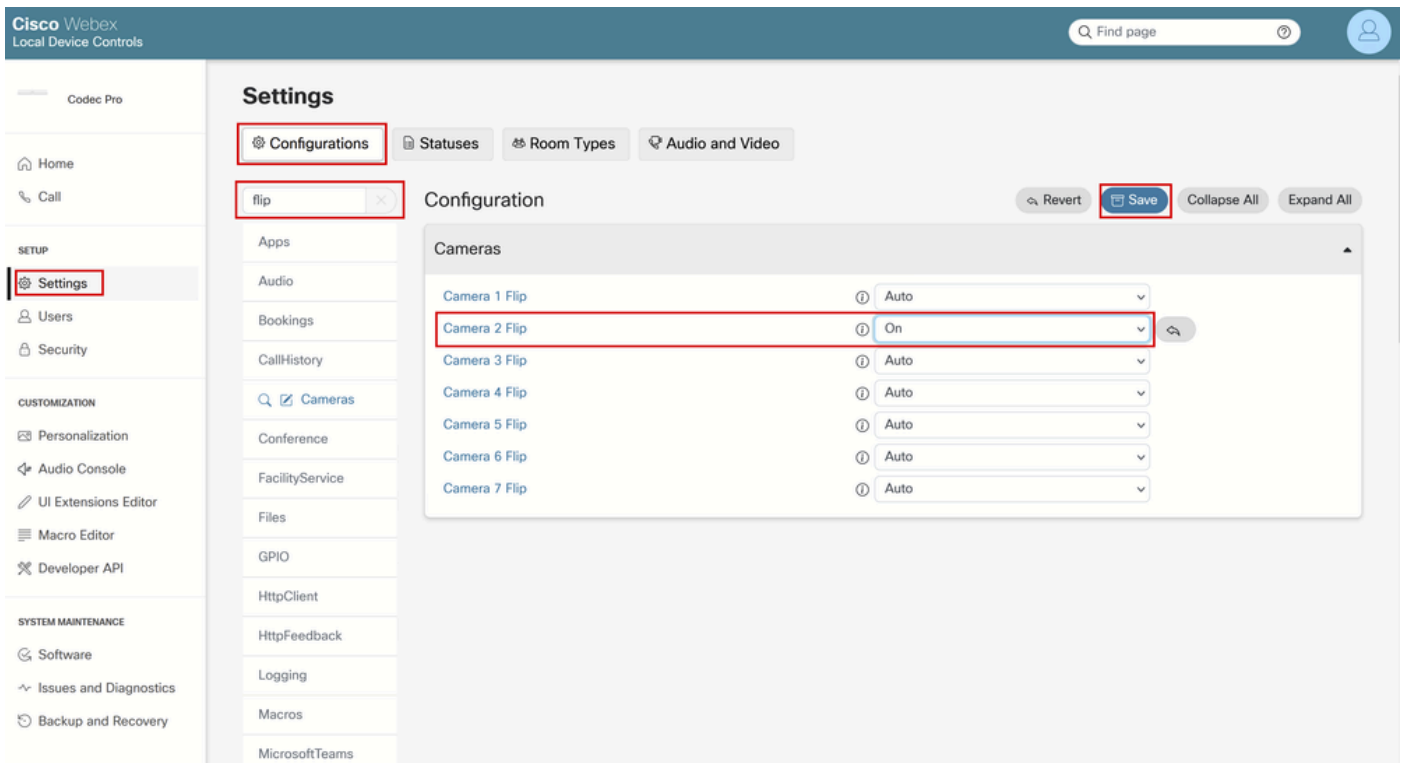 Cisco Webex
Local Device Controls
Find page
Codec Pro
Home
Call
SETUP
Settings
Users
Security
CUSTOMIZATION
Personalization
Audio Console
UI Extensions Editor
Macro Editor
Developer API
SYSTEM MAINTENANCE
Software
Issues and Diagnostics
Backup and Recovery
Settings
Configurations Statuses Room Types Audio and Video
flip
Apps
Audio
Bookings
CallHistory
Cameras
Conference
FacilityService
Files
GPIO
HttpClient
HttpFeedback
Logging
Macros
MicrosoftTeams
Configuration Revert Save Collapse All Expand All
Cameras
Camera 1 Flip Auto
Camera 2 Flip On
Camera 3 Flip Auto
Camera 4 Flip Auto
Camera 5 Flip Auto
Camera 6 Flip Auto
Camera 7 Flip Auto